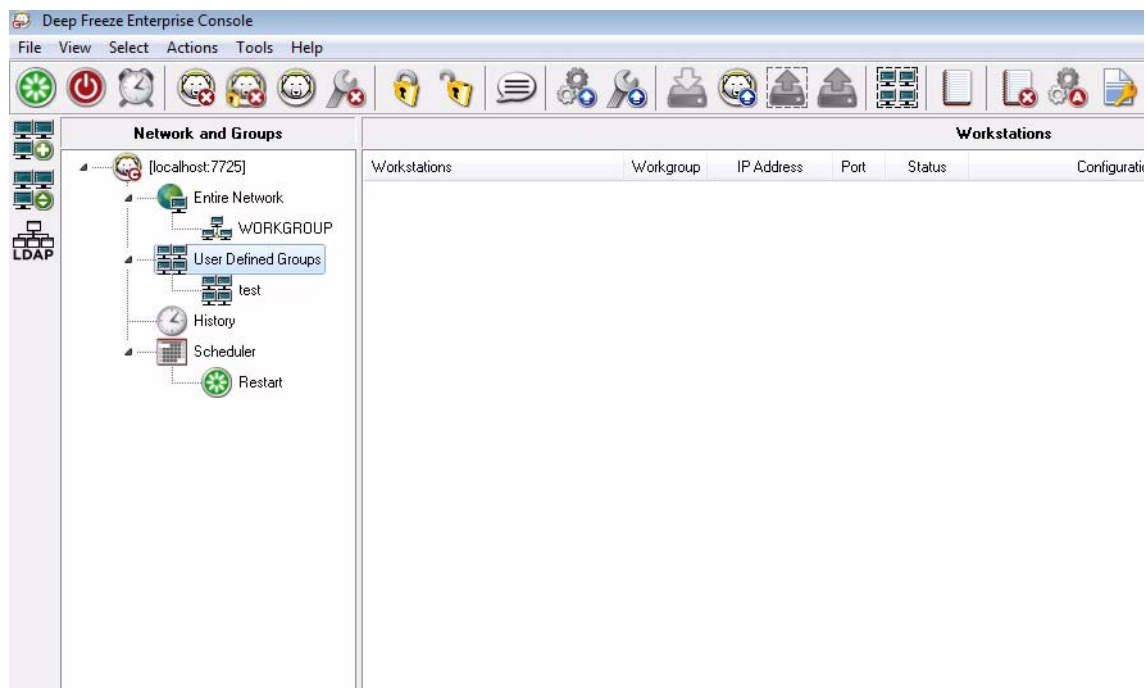 Deep Freeze Enterprise Console
File View Select Actions Tools Help
Network and Groups
Workstations
[localhost:7725]
Workstations Workgroup IP Address Port Status Configuratio
Entire Network
WORKGROUP
LDAP
User Defined Groups
test
History
Scheduler
Restart